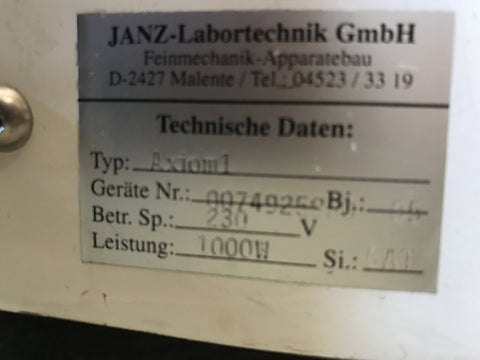 JANZ-Labortechnik GmbH
Feinmechanik-Apparatebau
D-2427 Malente / Tel.: 04523 / 33 19
Technische Daten:
Typ: Axiom1
Geräte Nr.: Bj.:
Betr. Sp.: 230 V
Leistung: 1000W Si.: